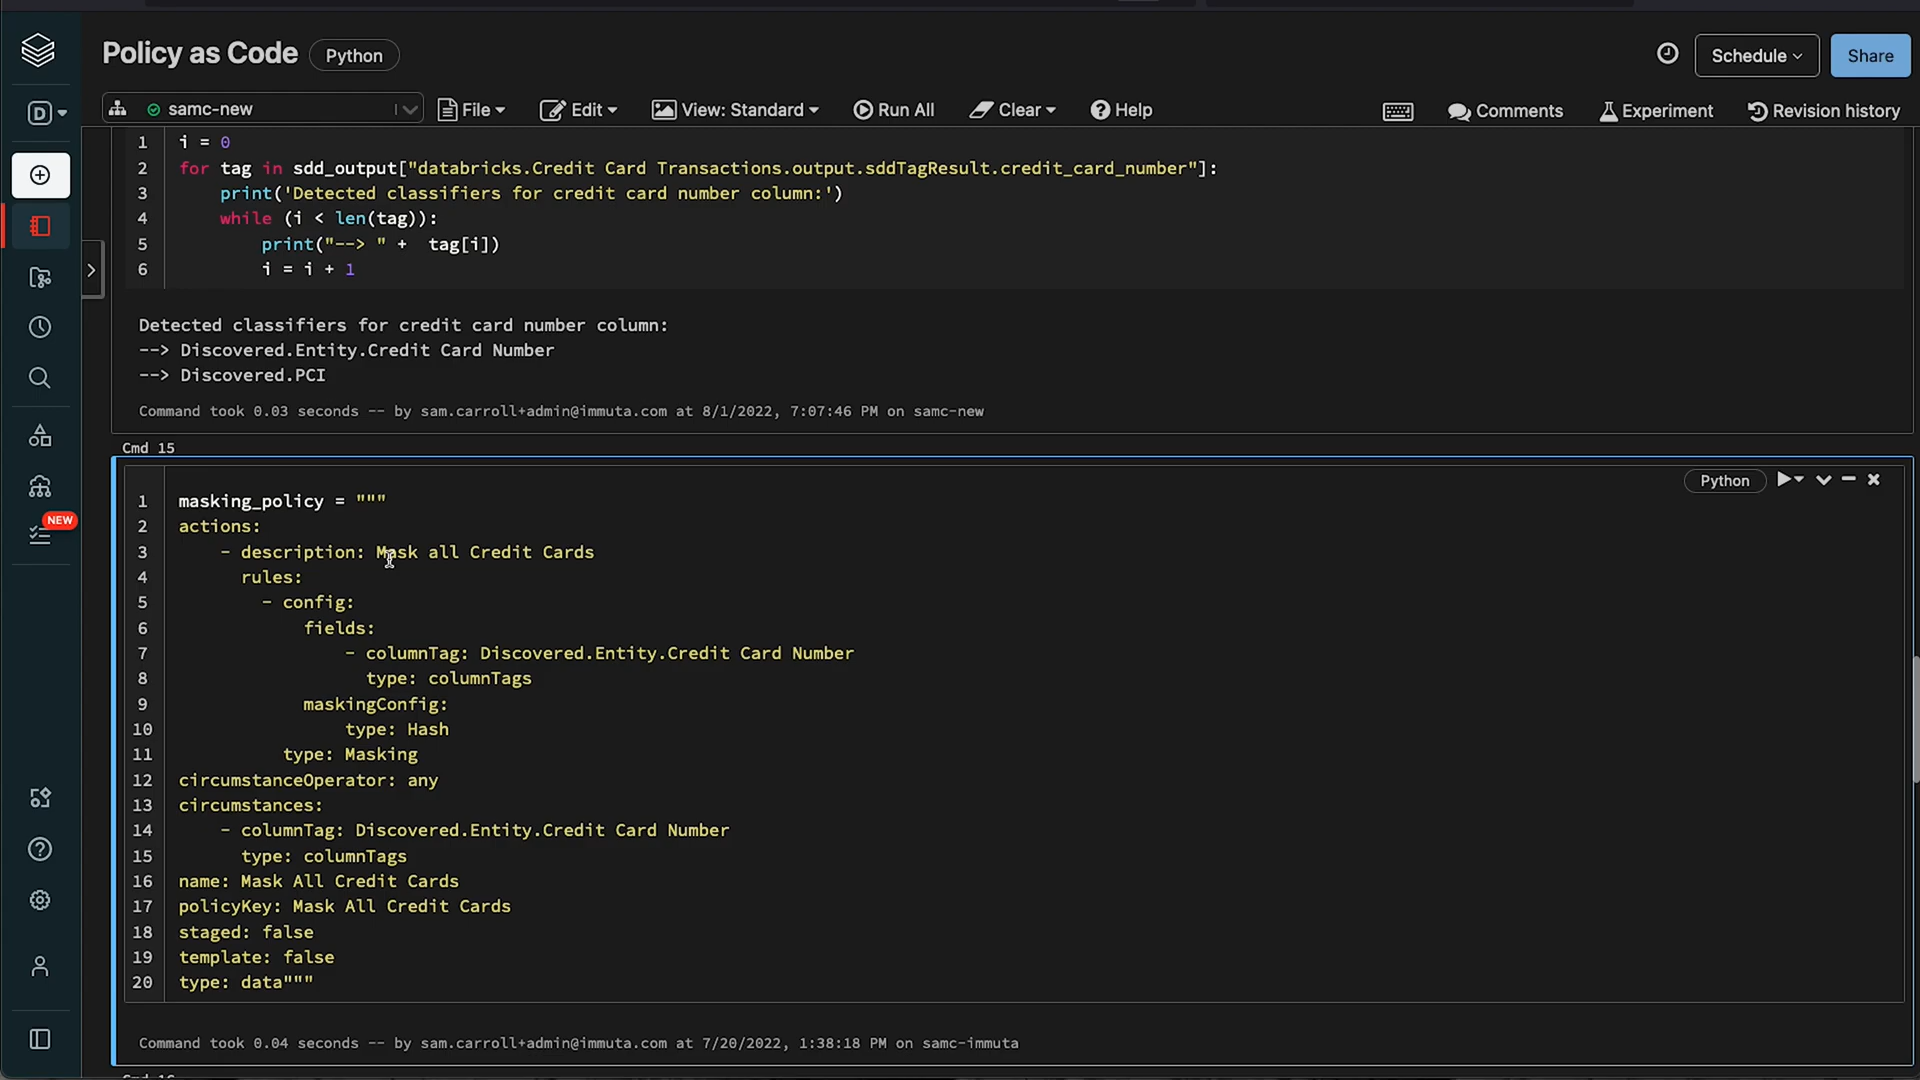 Policy as Code Python
Schedule Share
D samc-new File Edit View: Standard Run All Clear Help Comments Experiment Revision history
1 i = 0
2 for tag in sdd_output["databricks.Credit Card Transactions.output.sddTagResult.credit_card_number"]:
3     print('Detected classifiers for credit card number column:')
4     while (i < len(tag)):
5         print("--> " +  tag[i])
6         i = i + 1
Detected classifiers for credit card number column:
--> Discovered.Entity.Credit Card Number
--> Discovered.PCI
Command took 0.03 seconds -- by sam.carroll+admin@immuta.com at 8/1/2022, 7:07:46 PM on samc-new
Cmd 15
Python
NEW
1 masking_policy = """
2 actions:
3     - description: Mask all Credit Cards
4       rules:
5         - config:
6             fields:
7                 - columnTag: Discovered.Entity.Credit Card Number
8                   type: columnTags
9             maskingConfig:
10                 type: Hash
11           type: Masking
12 circumstanceOperator: any
13 circumstances:
14     - columnTag: Discovered.Entity.Credit Card Number
15       type: columnTags
16 name: Mask All Credit Cards
17 policyKey: Mask All Credit Cards
18 staged: false
19 template: false
20 type: data"""
Command took 0.04 seconds -- by sam.carroll+admin@immuta.com at 7/20/2022, 1:38:18 PM on samc-immuta